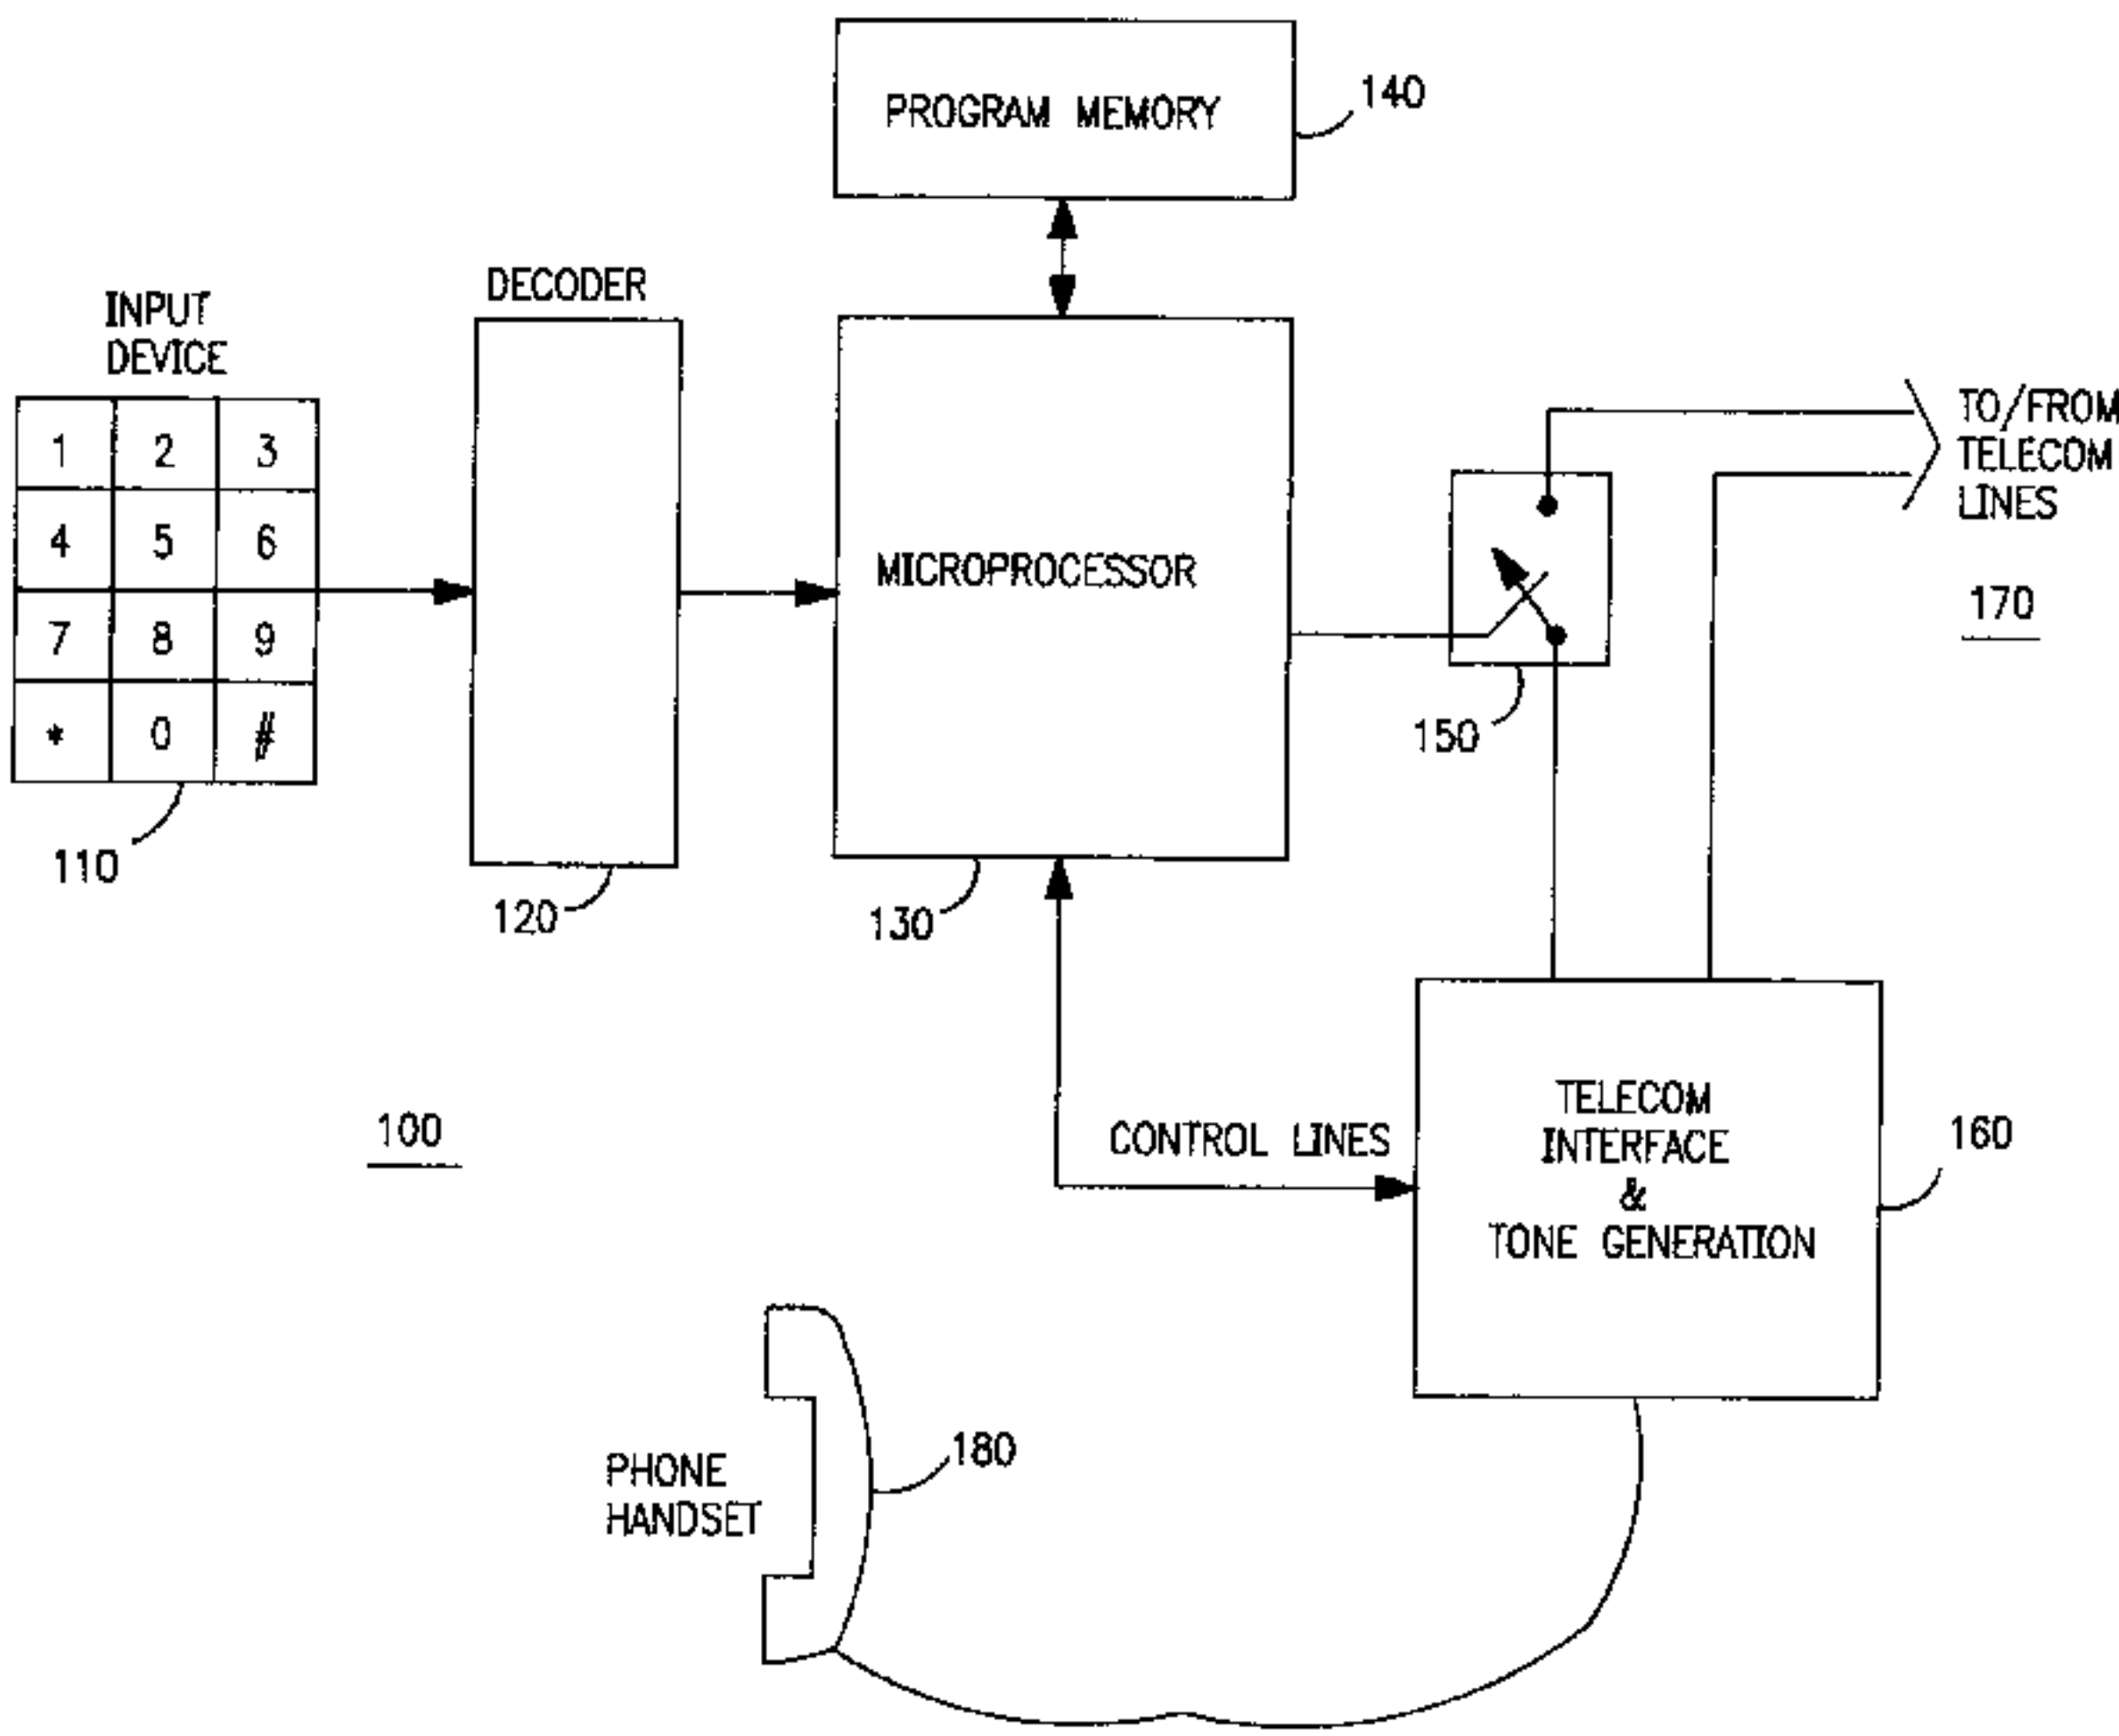 PROGRAM MEMORY
140
DECODER
INPUT
DEVICE
1 2 3
4 5 6
7 8 9
* 0 #
110
120
MICROPROCESSOR
130
150
TO/FROM
TELECOM
LINES
170
100
CONTROL LINES
TELECOM
INTERFACE
&
TONE GENERATION
160
PHONE
HANDSET
180